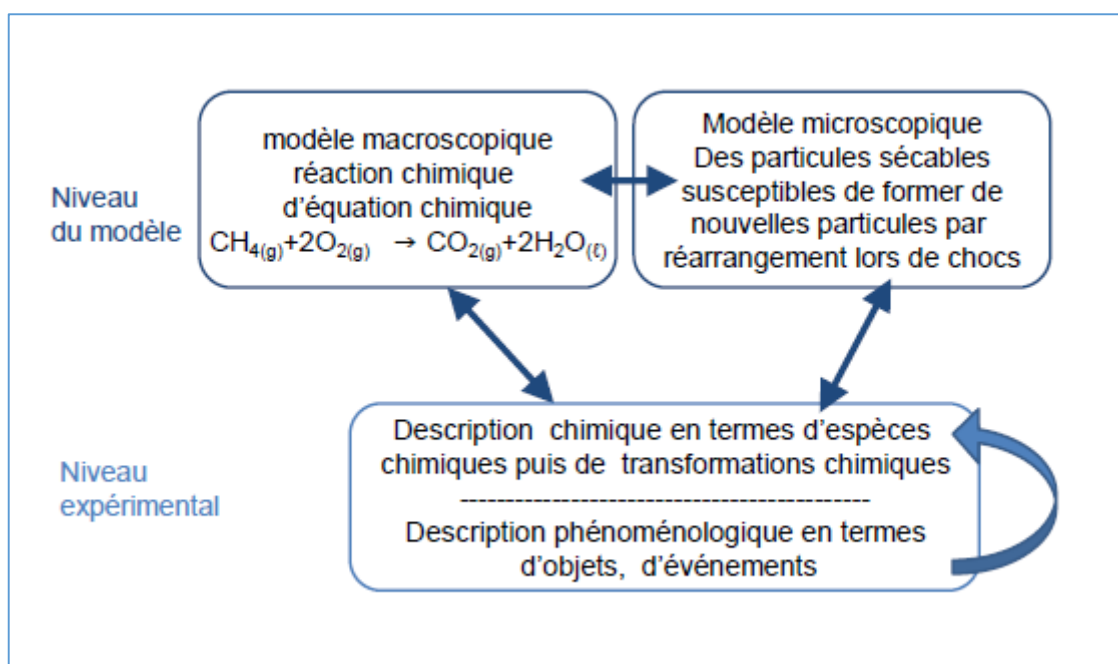 modèle macroscopique
réaction chimique
d'équation chimique
CH₄(g)+2O₂(g) → CO₂(g)+2H₂O(ℓ)
Modèle microscopique
Des particules sécables
susceptibles de former de
nouvelles particules par
réarrangement lors de chocs
Niveau
du modèle
Description chimique en termes d'espèces
chimiques puis de transformations chimiques
----------------------------------------------
Description phénoménologique en termes
d'objets, d'événements
Niveau
expérimental